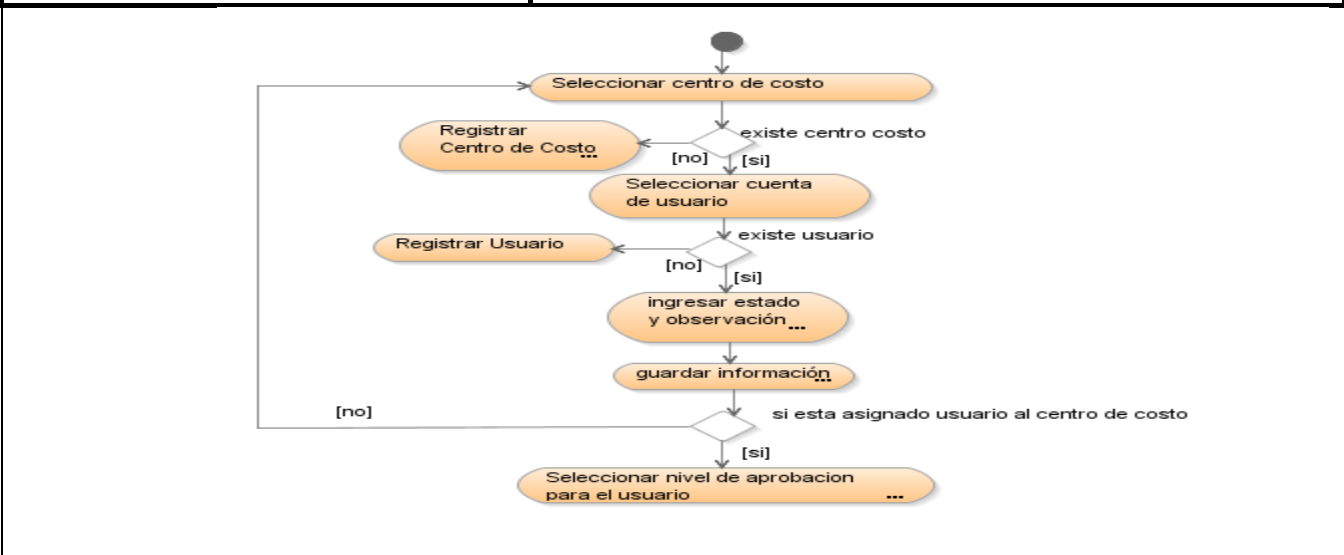 Seleccionar centro de costo
existe centro costo
Registrar
Centro de Costo
...
[no]
[si]
Seleccionar cuenta
de usuario
existe usuario
Registrar Usuario
[no]
[si]
ingresar estado
y observación
...
guardar información
...
[no]
si esta asignado usuario al centro de costo
[si]
Seleccionar nivel de aprobacion
para el usuario
...